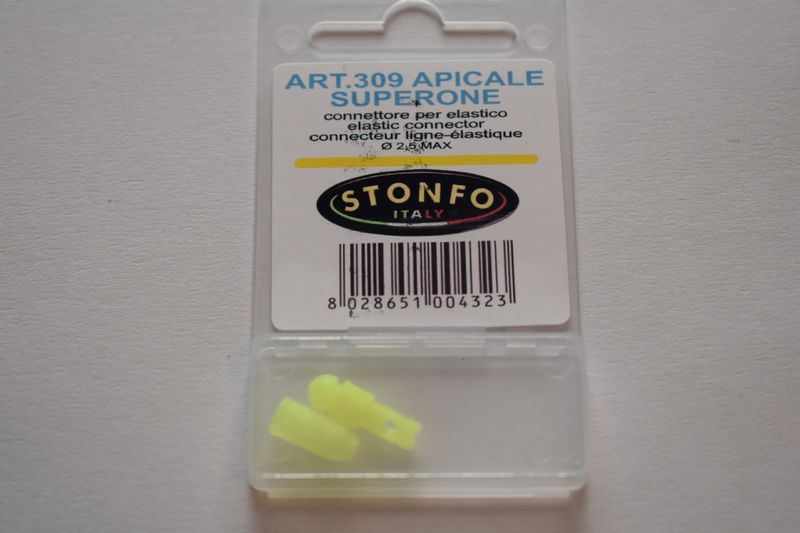 ART.309 APICALE
SUPERONE
connettore per elastico
elastic connector
connecteur ligne-élastique
Ø 2,5 MAX
STONFO
ITALY
8 028651 004323